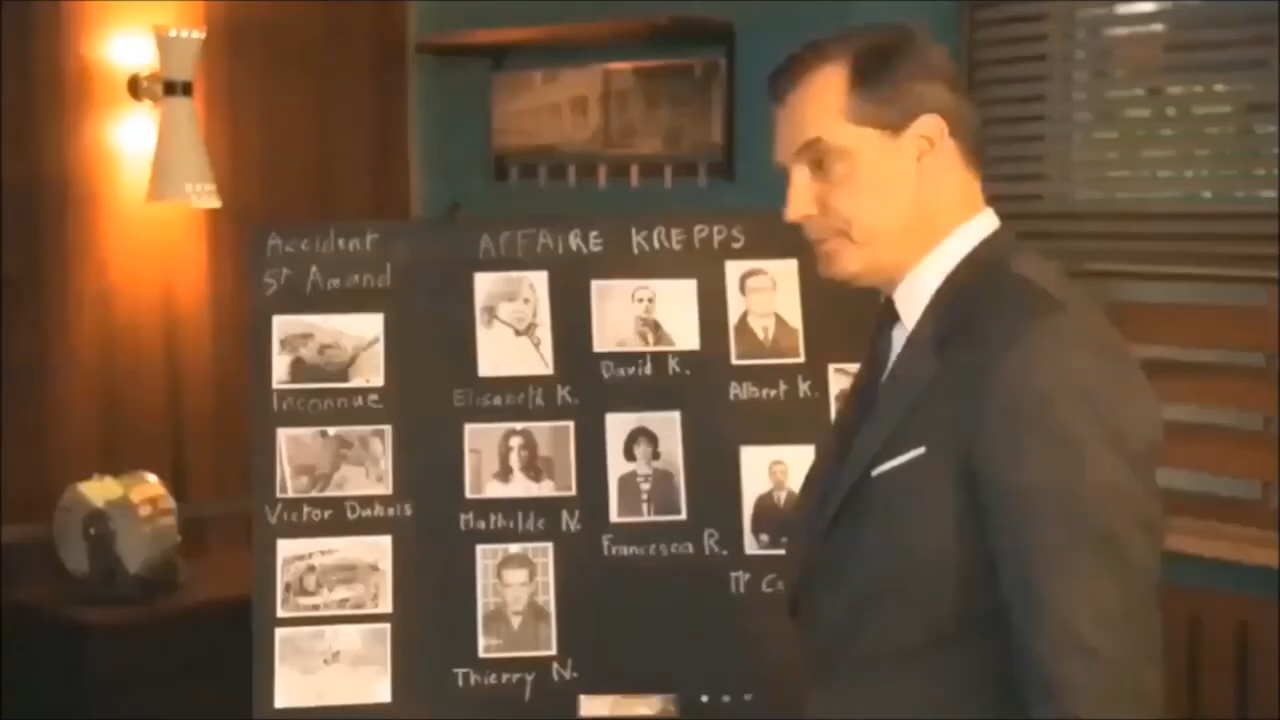 Accident
St Amand
Inconnue
Victor Dubois
AFFAIRE KREPPS
Elisabeth K.
David K.
Albert K.
Mathilde N.
Francesca R.
Thierry N.